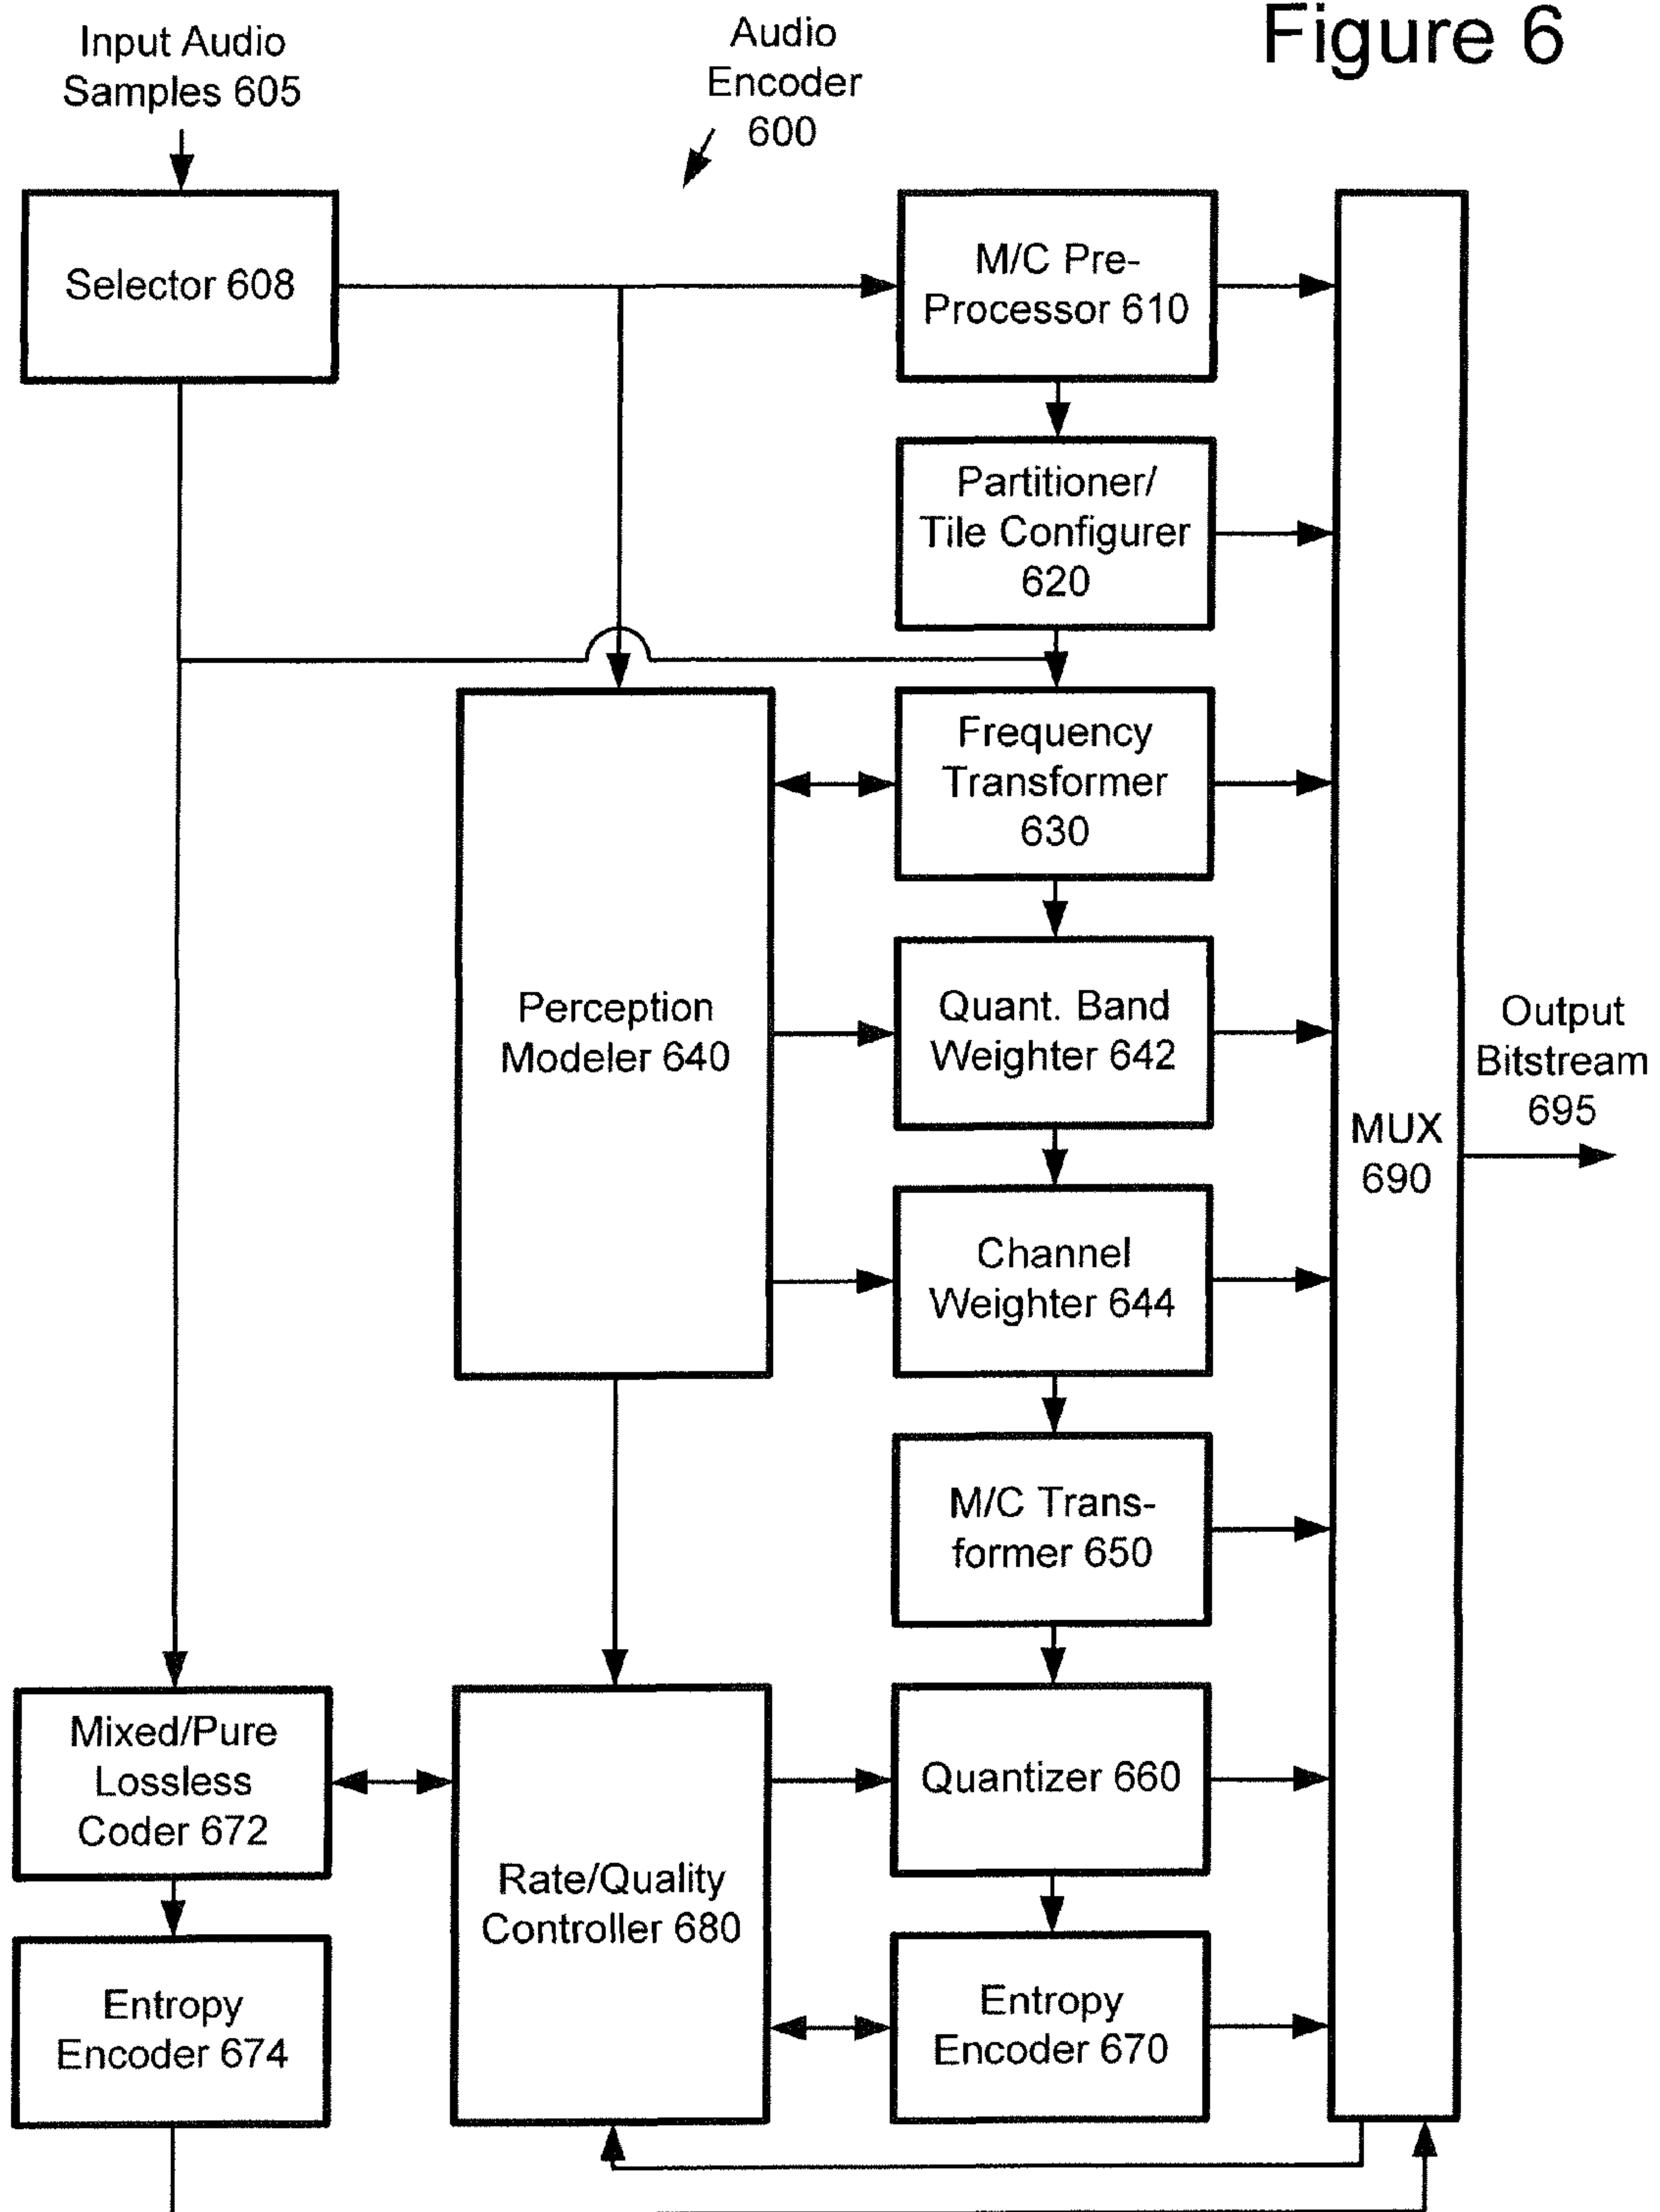 Figure 6
Input Audio
Samples 605
Audio
Encoder
600
Selector 608
M/C Pre-
Processor 610
Partitioner/
Tile Configurer
620
Frequency
Transformer
630
Perception
Modeler 640
Quant. Band
Weighter 642
Output
Bitstream
695
MUX
690
Channel
Weighter 644
M/C Trans-
former 650
Mixed/Pure
Lossless
Coder 672
Quantizer 660
Rate/Quality
Controller 680
Entropy
Encoder 674
Entropy
Encoder 670